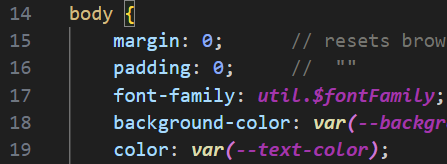 14 body {
15 margin: 0; // resets brow
16 padding: 0; // ""
17 font-family: util.$fontFamily;
18 background-color: var(--backgr
19 color: var(--text-color);